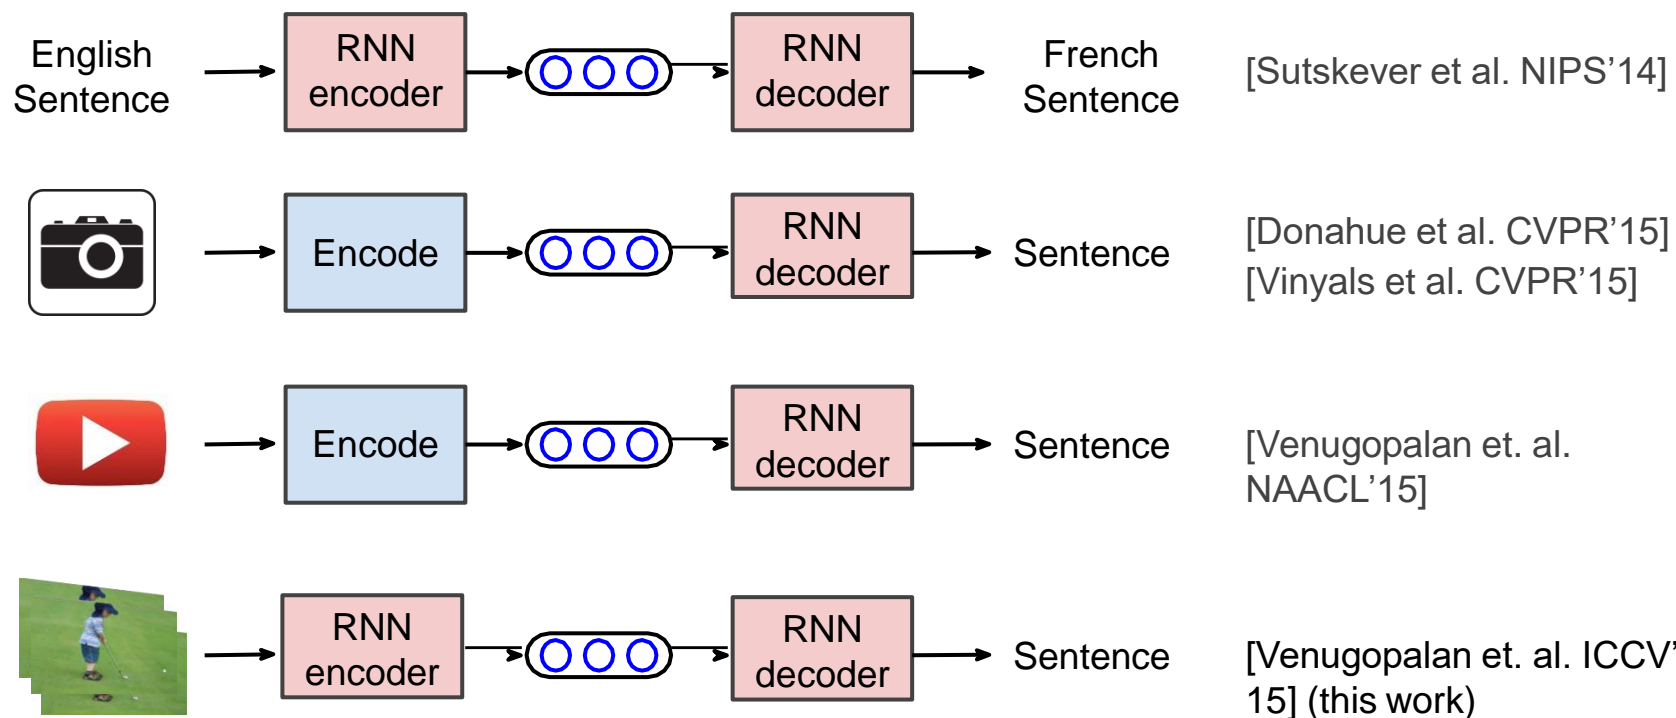 English
Sentence
RNN
encoder
RNN
decoder
French
Sentence
[Sutskever et al. NIPS’14]
Encode
RNN
decoder
Sentence
[Donahue et al. CVPR’15]
[Vinyals et al. CVPR’15]
Encode
RNN
decoder
Sentence
[Venugopalan et. al.
NAACL’15]
RNN
encoder
RNN
decoder
Sentence
[Venugopalan et. al. ICCV’
15] (this work)